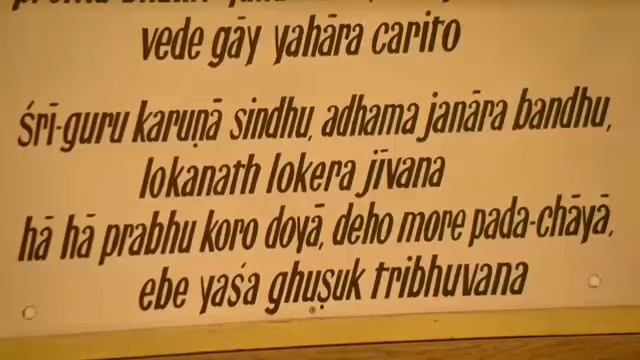 vede gāy yahāra carito
śrī-guru karuṇā sindhu, adhama janāra bandhu,
lokanath lokera jīvana
hā hā prabhu koro doyā, deho more pada-chāyā,
ebe yaśa ghuṣuk tribhuvana